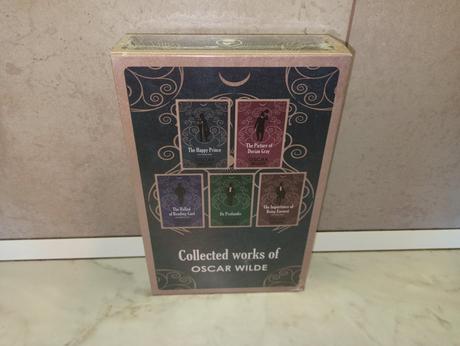 The Happy Prince
The Picture of
Dorian Gray
OSCAR
The Ballad
of Reading Gaol
De Profundis
The Importance of
Being Earnest
Collected works of
OSCAR WILDE